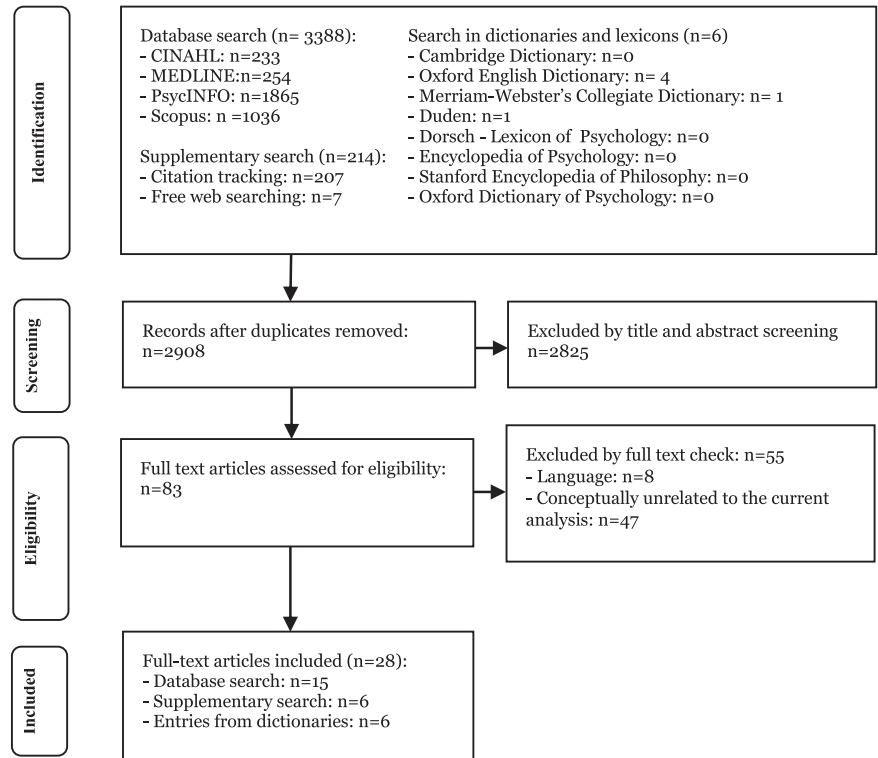 Identification
Database search (n= 3388):
- CINAHL: n=233
- MEDLINE:n=254
- PsycINFO: n=1865
- Scopus: n =1036
Supplementary search (n=214):
- Citation tracking: n=207
- Free web searching: n=7
Search in dictionaries and lexicons (n=6)
- Cambridge Dictionary: n=0
- Oxford English Dictionary: n= 4
- Merriam-Webster's Collegiate Dictionary: n= 1
- Duden: n=1
- Dorsch - Lexicon of Psychology: n=0
- Encyclopedia of Psychology: n=0
- Stanford Encyclopedia of Philosophy: n=0
- Oxford Dictionary of Psychology: n=0
Screening
Records after duplicates removed:
n=2908
Excluded by title and abstract screening
n=2825
Eligibility
Full text articles assessed for eligibility:
n=83
Excluded by full text check: n=55
- Language: n=8
- Conceptually unrelated to the current
analysis: n=47
Included
Full-text articles included (n=28):
- Database search: n=15
- Supplementary search: n=6
- Entries from dictionaries: n=6